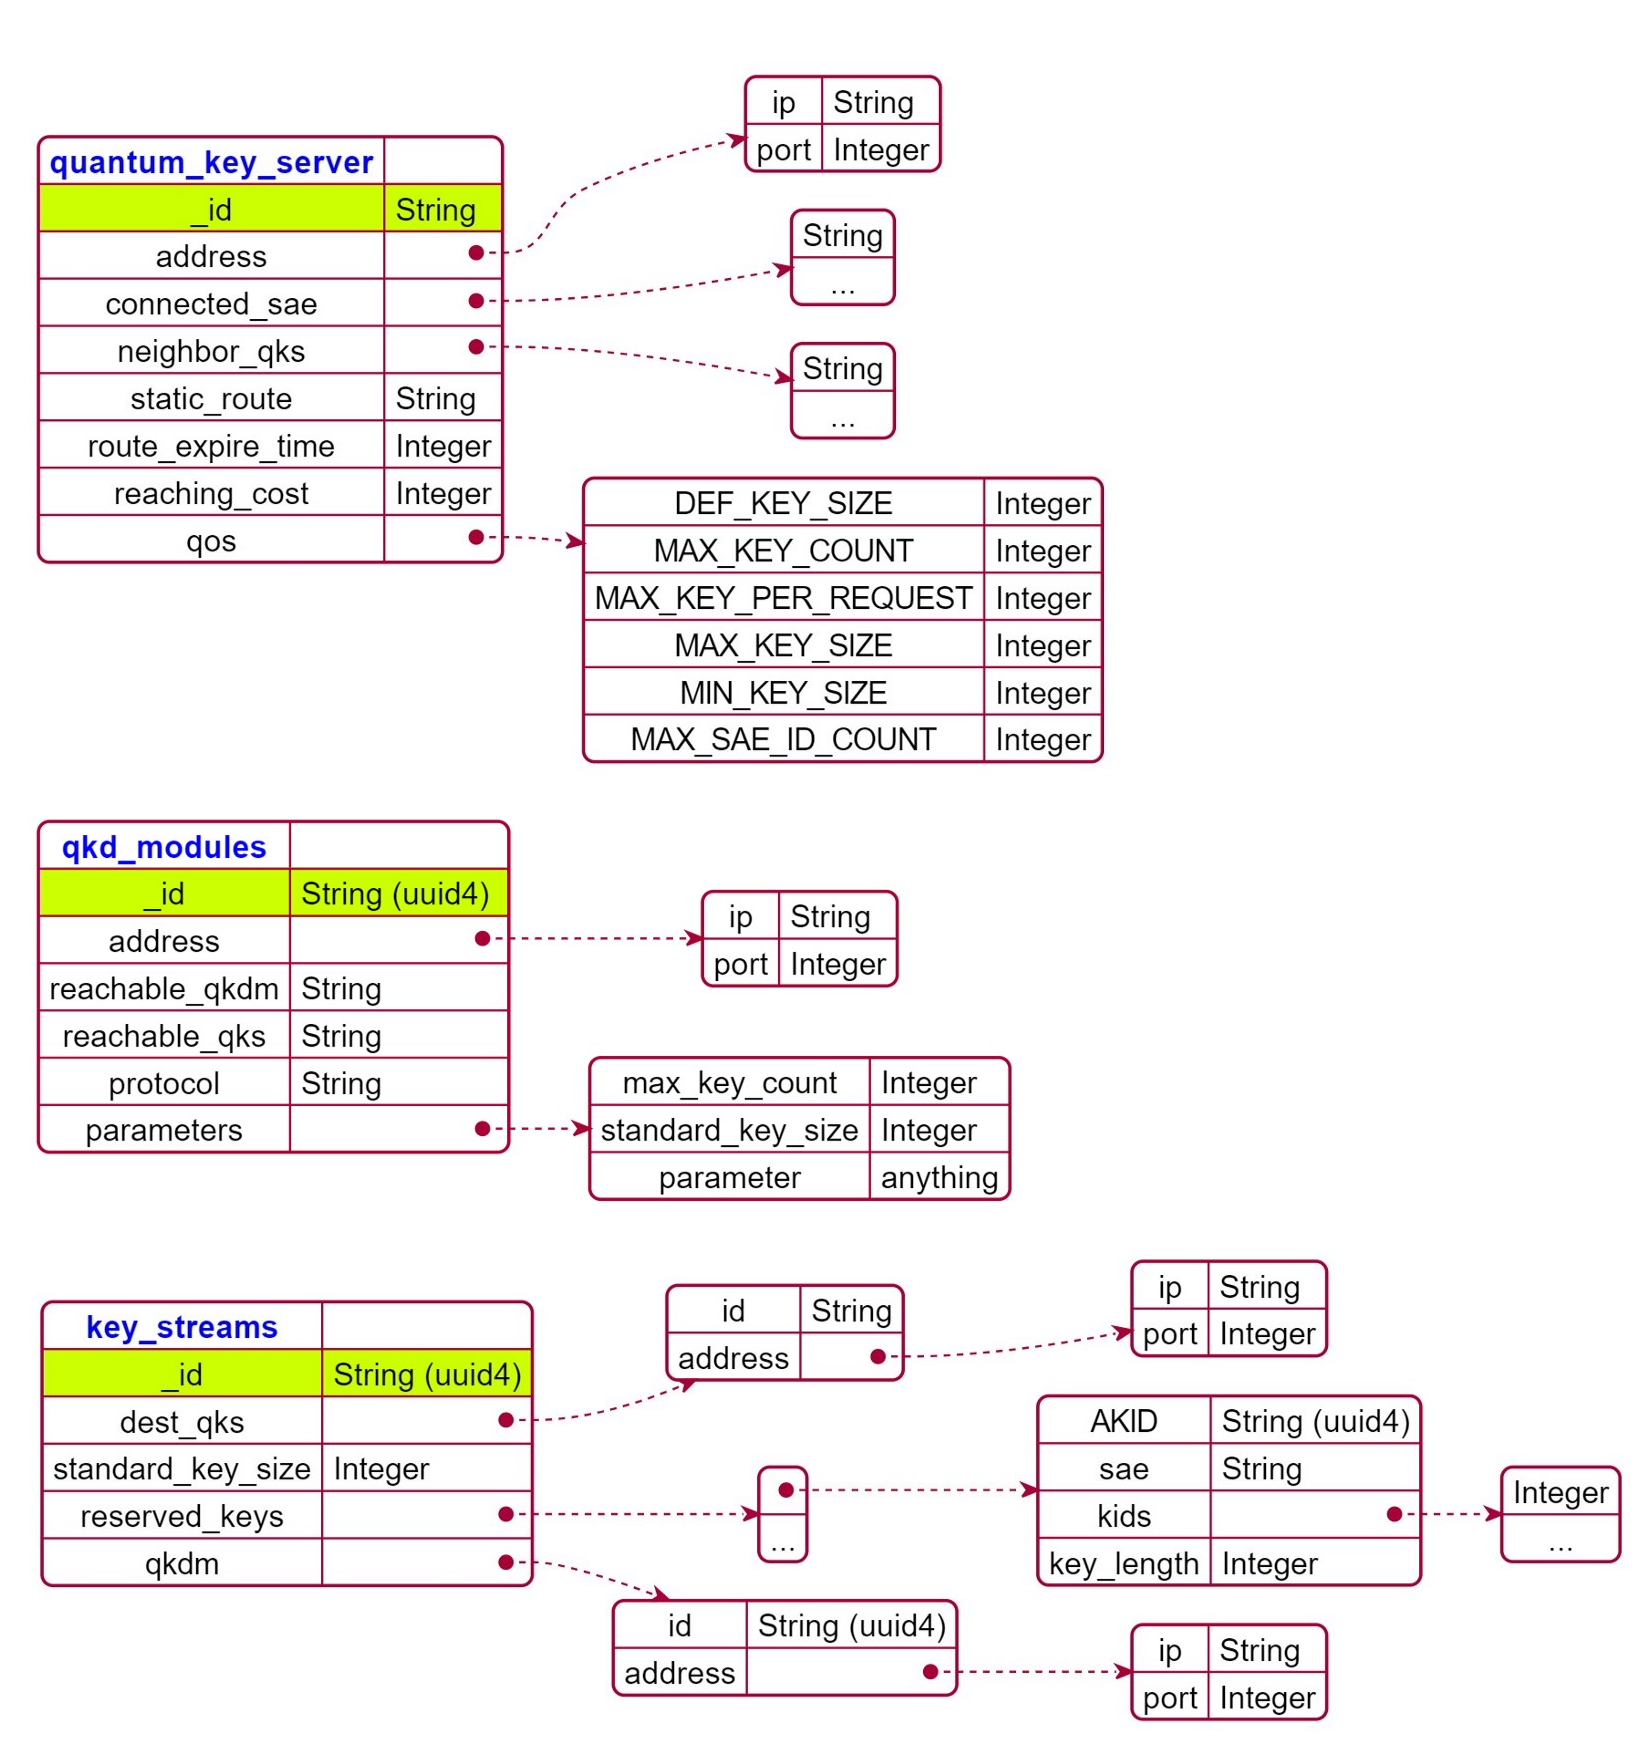 quantum_key_server
_id String
address
connected_sae
neighbor_qks
static_route String
route_expire_time Integer
reaching_cost Integer
qos
ip String
port Integer
String
...
String
...
DEF_KEY_SIZE Integer
MAX_KEY_COUNT Integer
MAX_KEY_PER_REQUEST Integer
MAX_KEY_SIZE Integer
MIN_KEY_SIZE Integer
MAX_SAE_ID_COUNT Integer
qkd_modules
_id String (uuid4)
address
reachable_qkdm String
reachable_qks String
protocol String
parameters
ip String
port Integer
max_key_count Integer
standard_key_size Integer
parameter anything
key_streams
_id String (uuid4)
dest_qks
standard_key_size Integer
reserved_keys
qkdm
id String
address
ip String
port Integer
...
AKID String (uuid4)
sae String
kids
key_length Integer
Integer
...
id String (uuid4)
address
ip String
port Integer